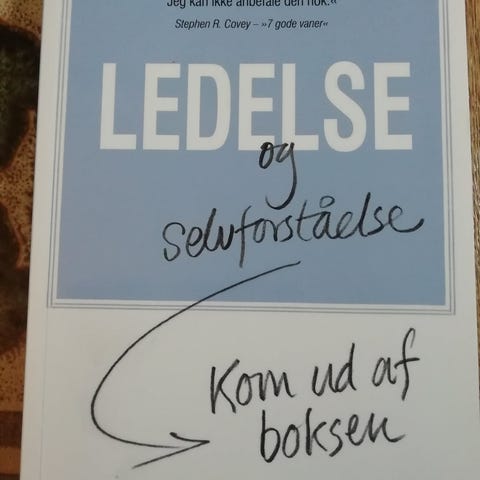 Jeg kan ikke anbefale den nok.«
Stephen R. Covey – »7 gode vaner«
LEDELSE
og
selvforståelse
Kom ud af
boksen